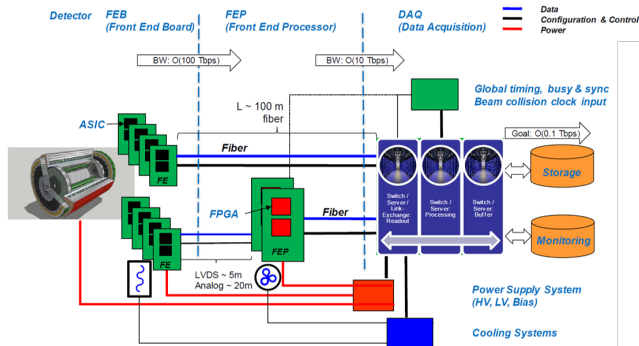 Detector
FEB
(Front End Board)
FEP
(Front End Processor)
DAQ
(Data Acquisition)
Data
Configuration & Control
Power
BW: O(100 Tbps)
BW: O(10 Tbps)
Global timing, busy & sync
Beam collision clock input
L ~ 100 m
fiber
ASIC
Fiber
Goal: O(0.1 Tbps)
FE
Switch /
Server /
Link-
Exchange:
Readout
Switch /
Server:
Processing
Switch /
Server:
Buffer
Storage
FPGA
Fiber
FEP
FE
Monitoring
LVDS ~ 5m
Analog ~ 20m
Power Supply System
(HV, LV, Bias)
Cooling Systems